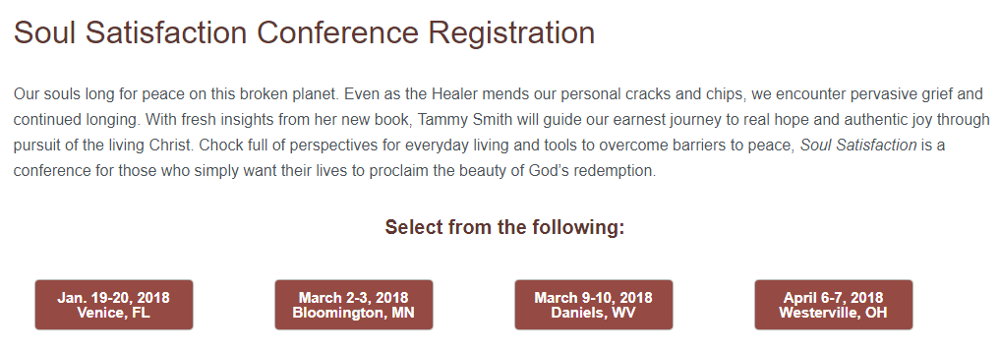 Soul Satisfaction Conference Registration
Our souls long for peace on this broken planet. Even as the Healer mends our personal cracks and chips, we encounter pervasive grief and
continued longing. With fresh insights from her new book, Tammy Smith will guide our earnest journey to real hope and authentic joy through
pursuit of the living Christ. Chock full of perspectives for everyday living and tools to overcome barriers to peace, Soul Satisfaction is a
conference for those who simply want their lives to proclaim the beauty of God’s redemption.
Select from the following:
Jan. 19-20, 2018
Venice, FL
March 2-3, 2018
Bloomington, MN
March 9-10, 2018
Daniels, WV
April 6-7, 2018
Westerville, OH